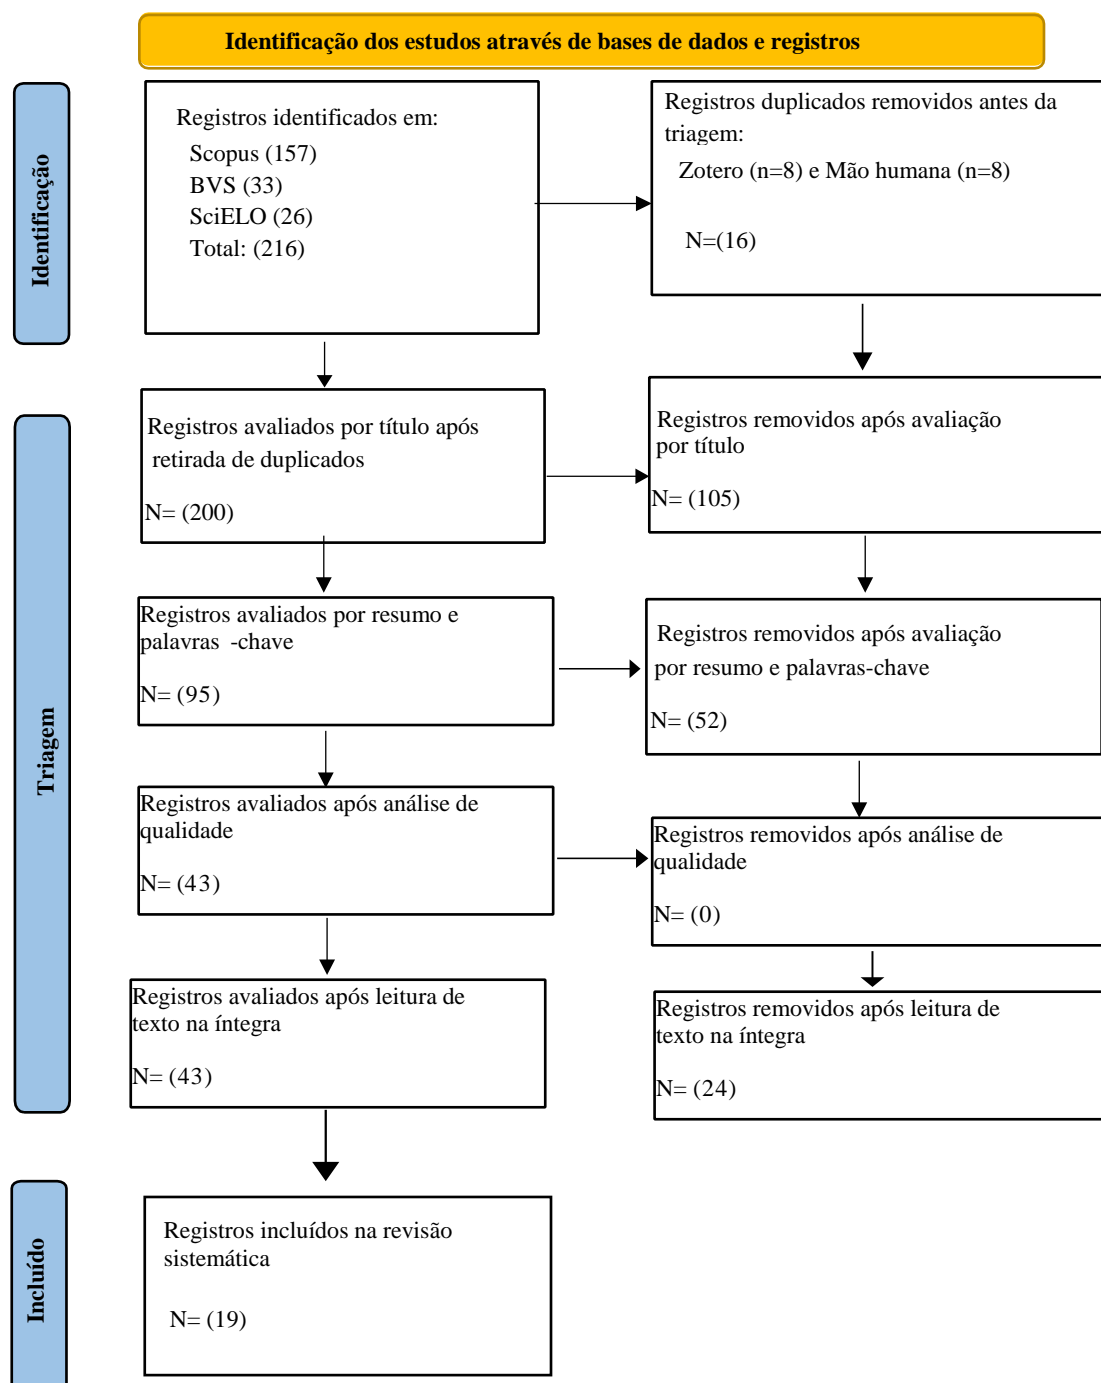 Identificação dos estudos através de bases de dados e registros
Identificação
Registros identificados em:
Scopus (157)
BVS (33)
SciELO (26)
Total: (216)
Registros duplicados removidos antes da
triagem:
Zotero (n=8) e Mão humana (n=8)
N=(16)
Triagem
Registros avaliados por título após
retirada de duplicados
N= (200)
Registros removidos após avaliação
por título
N= (105)
Registros avaliados por resumo e
palavras -chave
N= (95)
Registros removidos após avaliação
por resumo e palavras-chave
N= (52)
Registros avaliados após análise de
qualidade
N= (43)
Registros removidos após análise de
qualidade
N= (0)
Registros avaliados após leitura de
texto na íntegra
N= (43)
Registros removidos após leitura de
texto na íntegra
N= (24)
Incluído
Registros incluídos na revisão
sistemática
N= (19)